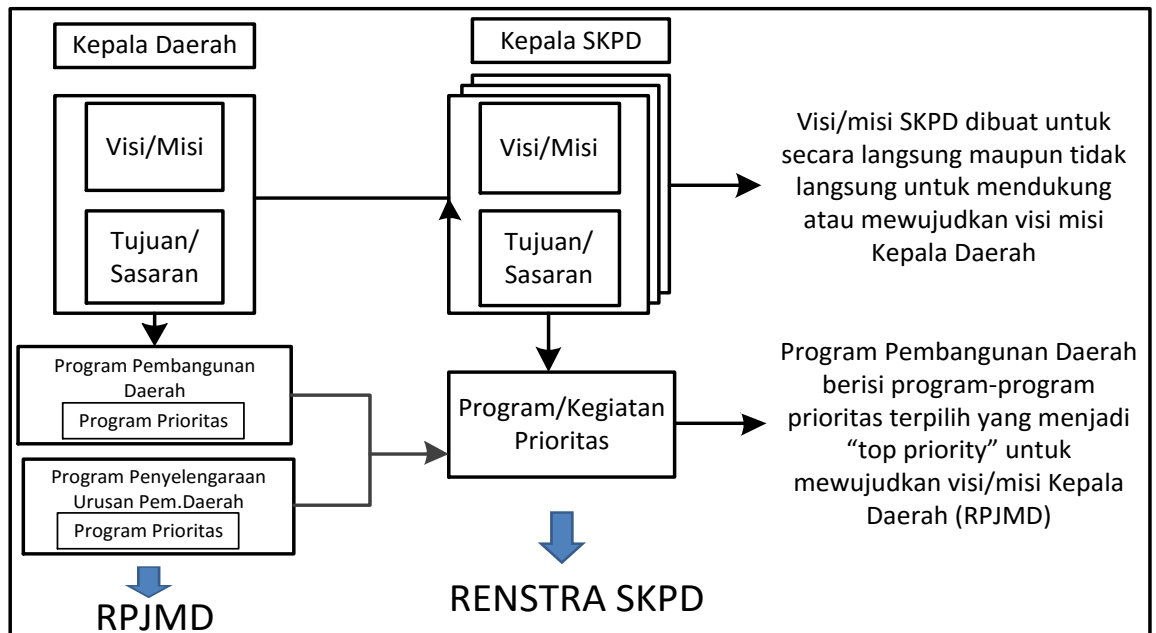 Kepala Daerah
Visi/Misi
Tujuan/
Sasaran
Program Pembangunan
Daerah
Program Prioritas
Program Penyelengaraan
Urusan Pem.Daerah
Program Prioritas
RPJMD
Kepala SKPD
Visi/Misi
Tujuan/
Sasaran
Program/Kegiatan
Prioritas
RENSTRA SKPD
Visi/misi SKPD dibuat untuk
secara langsung maupun tidak
langsung untuk mendukung
atau mewujudkan visi misi
Kepala Daerah
Program Pembangunan Daerah
berisi program-program
prioritas terpilih yang menjadi
“top priority” untuk
mewujudkan visi/misi Kepala
Daerah (RPJMD)